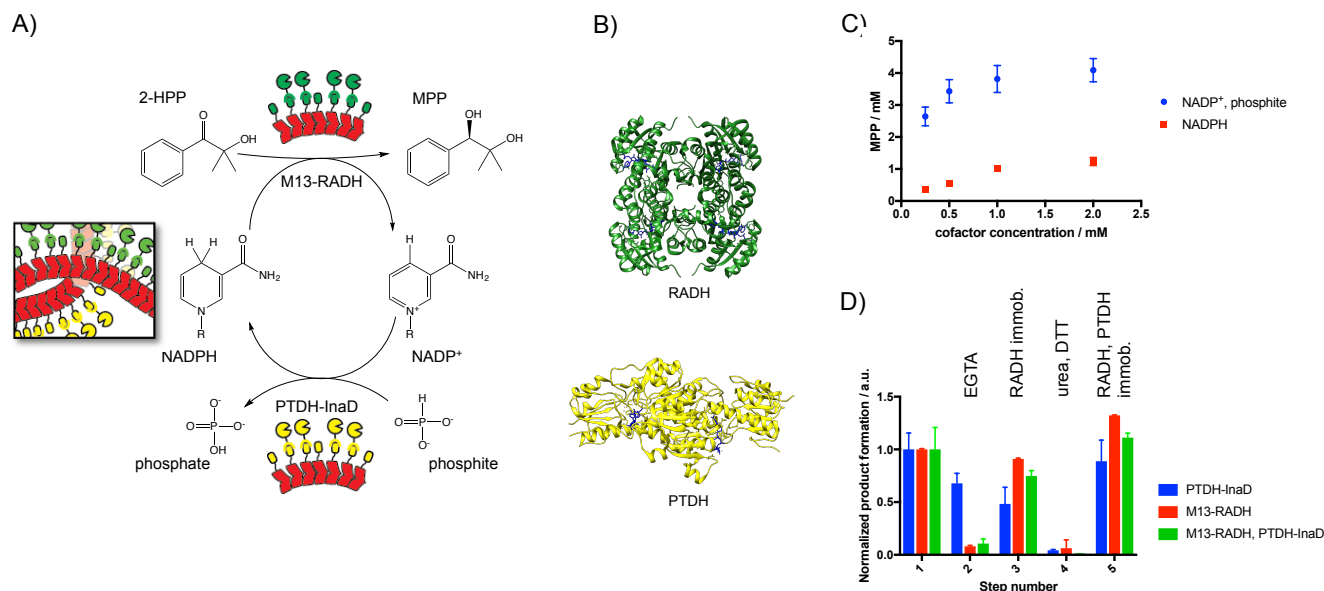 A)
2-HPP
MPP
O
OH
OH
OH
M13-RADH
H H O
NH₂
N
R
NADPH
H O
NH₂
N⁺
R
NADP⁺
O⁻
O=P-O⁻
OH
phosphate
PTDH-InaD
H
O=P-O⁻
O⁻
phosphite
B)
RADH
PTDH
C)
MPP / mM
5
4
3
2
1
0
0.0 0.5 1.0 1.5 2.0 2.5
cofactor concentration / mM
NADP⁺, phosphite
NADPH
D)
EGTA
RADH immob.
urea, DTT
RADH, PTDH
immob.
Normalized product formation / a.u.
1.5
1.0
0.5
0.0
1 2 3 4 5
Step number
PTDH-InaD
M13-RADH
M13-RADH, PTDH-InaD